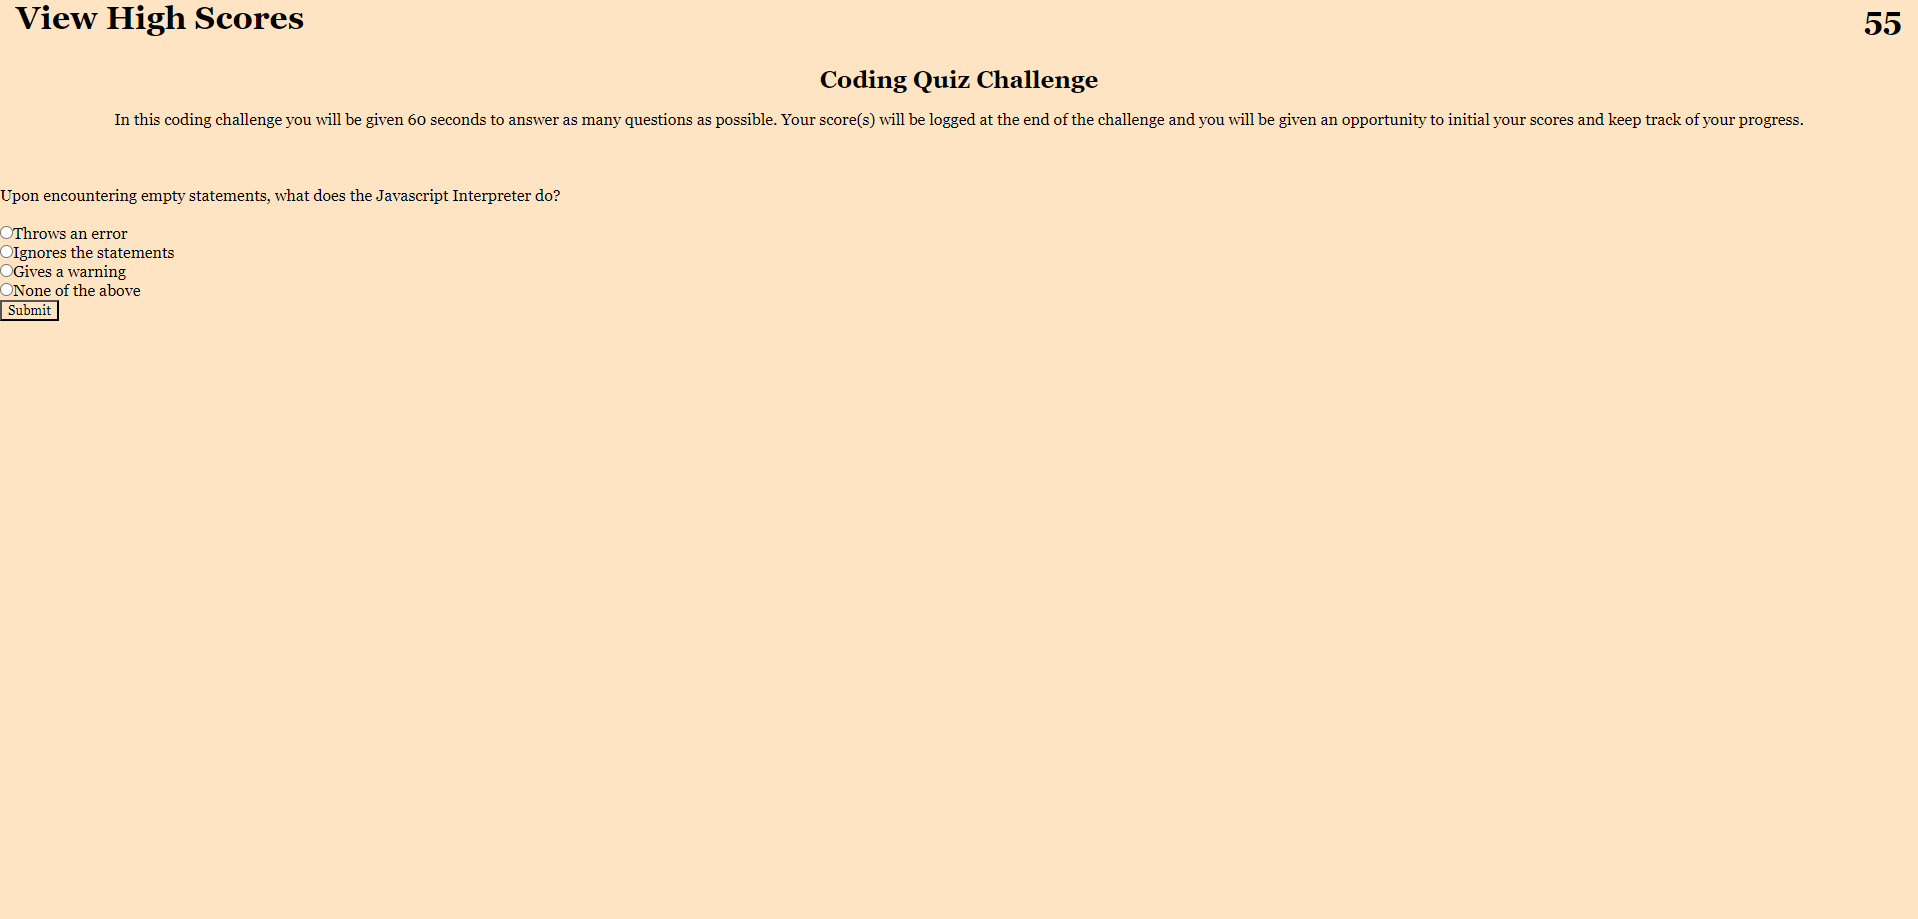 View High Scores
55
Coding Quiz Challenge
In this coding challenge you will be given 60 seconds to answer as many questions as possible. Your score(s) will be logged at the end of the challenge and you will be given an opportunity to initial your scores and keep track of your progress.
Upon encountering empty statements, what does the Javascript Interpreter do?
Throws an error
Ignores the statements
Gives a warning
None of the above
Submit